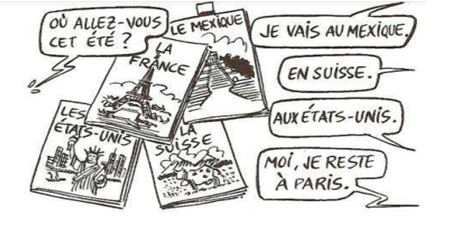 OÙ ALLEZ-VOUS
CET ÉTÉ ?
LE MEXIQUE
LA
FRANCE
LES
ÉTATS-UNIS
LA
SUISSE
JE VAIS AU MEXIQUE.
EN SUISSE.
AUX ÉTATS-UNIS.
MOI, JE RESTE
À PARIS.